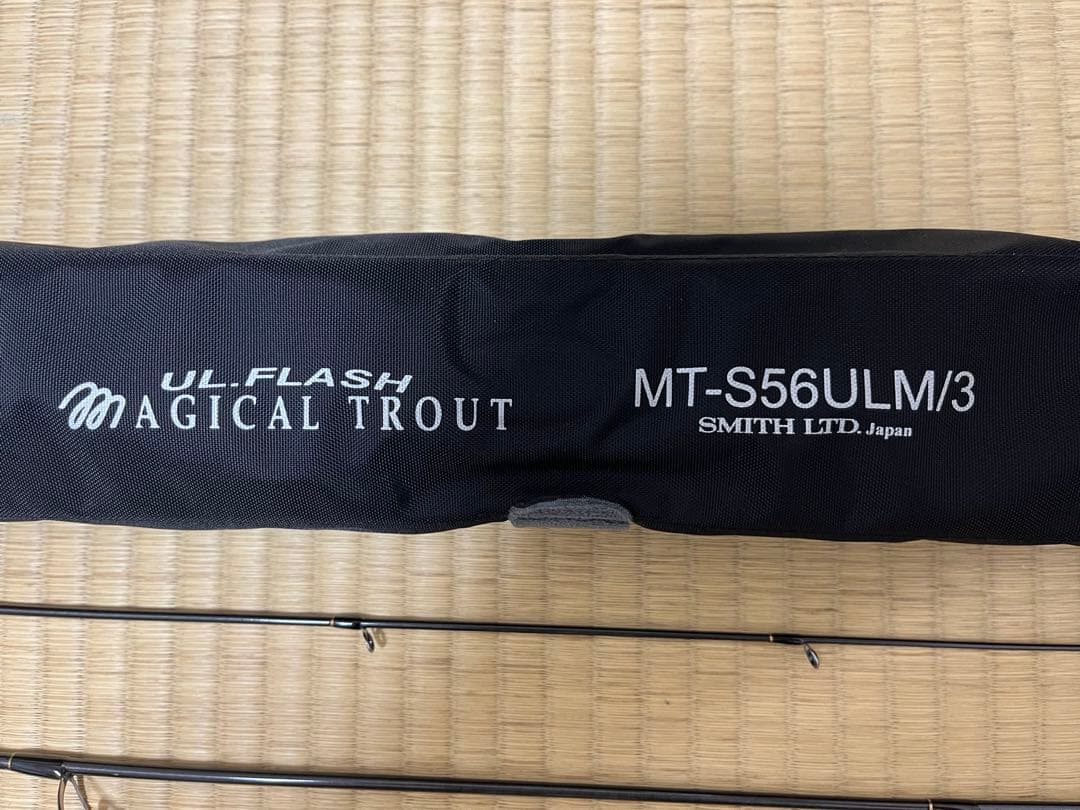 UL.FLASH
MAGICAL TROUT
MT-S56ULM/3
SMITH LTD. Japan